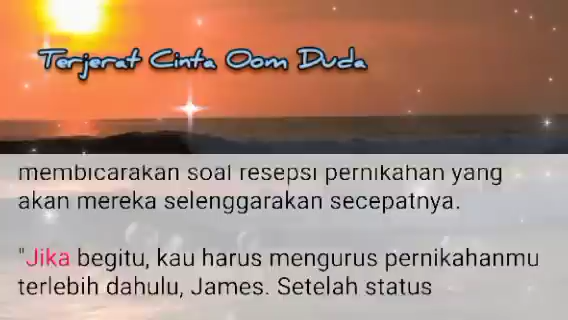 Terjerat Cinta Oom Duda
membicarakan soal resepsi pernikahan yang
akan mereka selenggarakan secepatnya.
"Jika begitu, kau harus mengurus pernikahanmu
terlebih dahulu, James. Setelah status